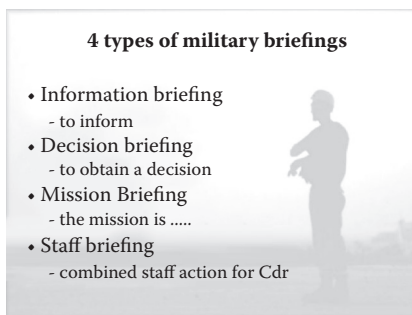 4 types of military briefings
• Information briefing
- to inform
• Decision briefing
- to obtain a decision
• Mission Briefing
- the mission is .....
• Staff briefing
- combined staff action for Cdr